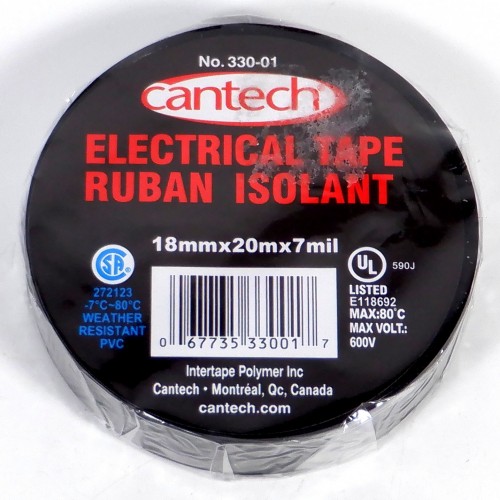 No. 330-01
cantech
ELECTRICAL TAPE
RUBAN ISOLANT
18mmx20mx7mil
SA
272123
-7°C~80°C
WEATHER
RESISTANT
PVC
0 67735 33001 7
UL
590J
LISTED
E118692
MAX:80°C
MAX VOLT.:
600V
Intertape Polymer Inc
Cantech • Montréal, Qc, Canada
cantech.com